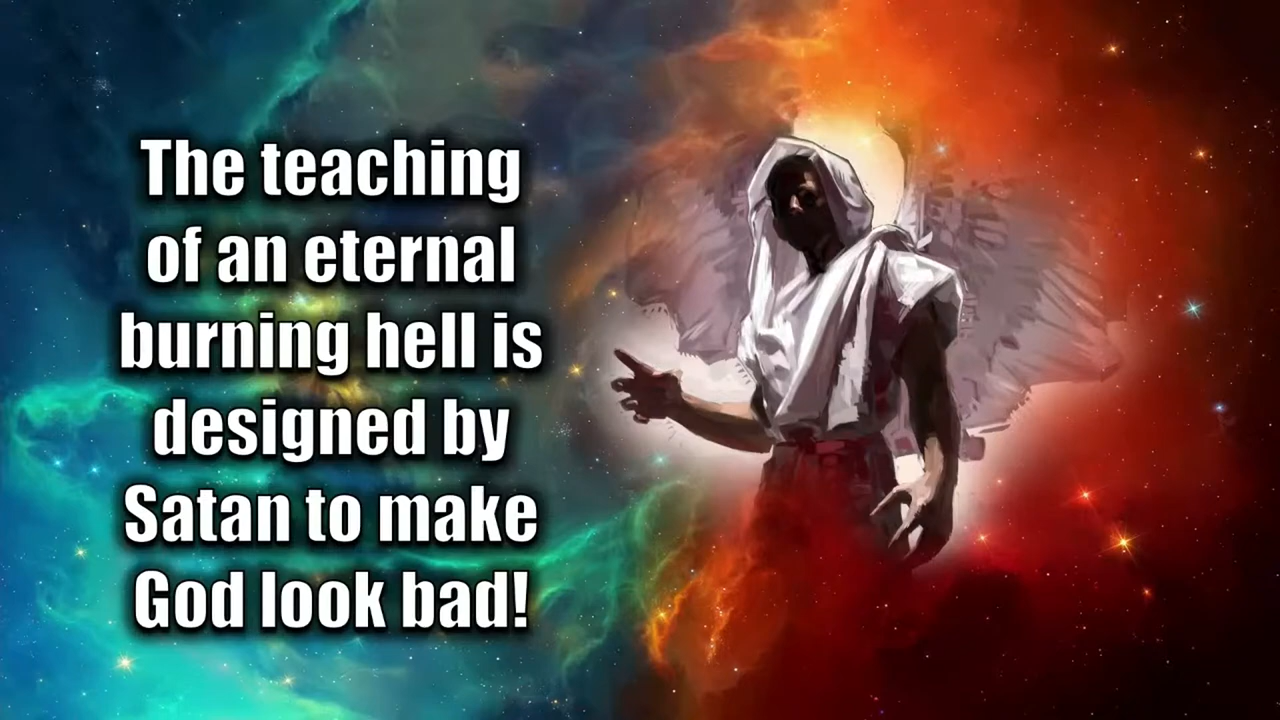 The teaching
of an eternal
burning hell is
designed by
Satan to make
God look bad!